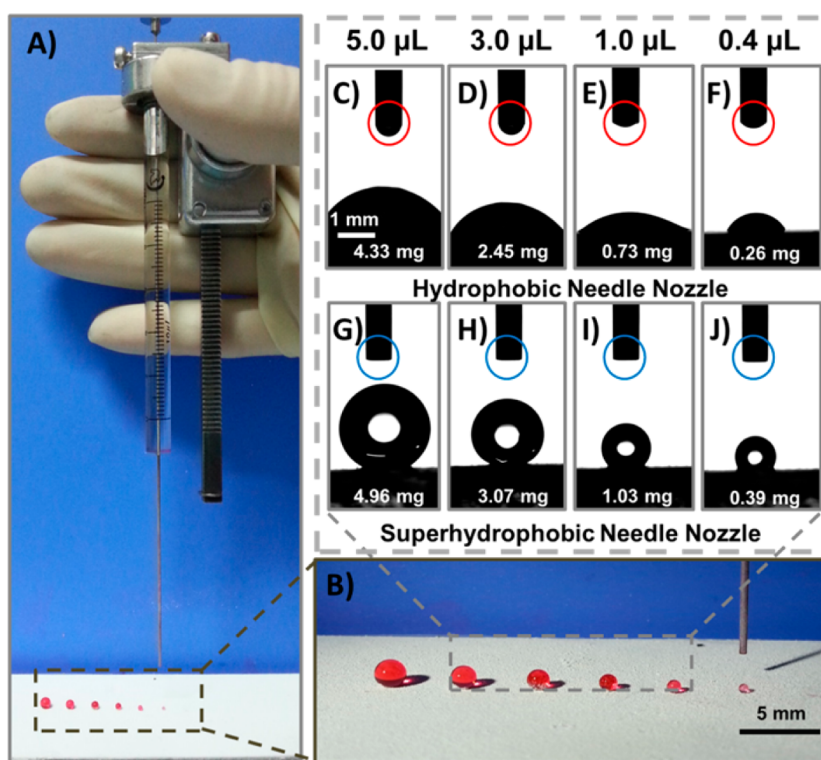 A)
5.0 µL 3.0 µL 1.0 µL 0.4 µL
C) D) E) F)
1 mm
4.33 mg 2.45 mg 0.73 mg 0.26 mg
Hydrophobic Needle Nozzle
G) H) I) J)
4.96 mg 3.07 mg 1.03 mg 0.39 mg
Superhydrophobic Needle Nozzle
B)
5 mm